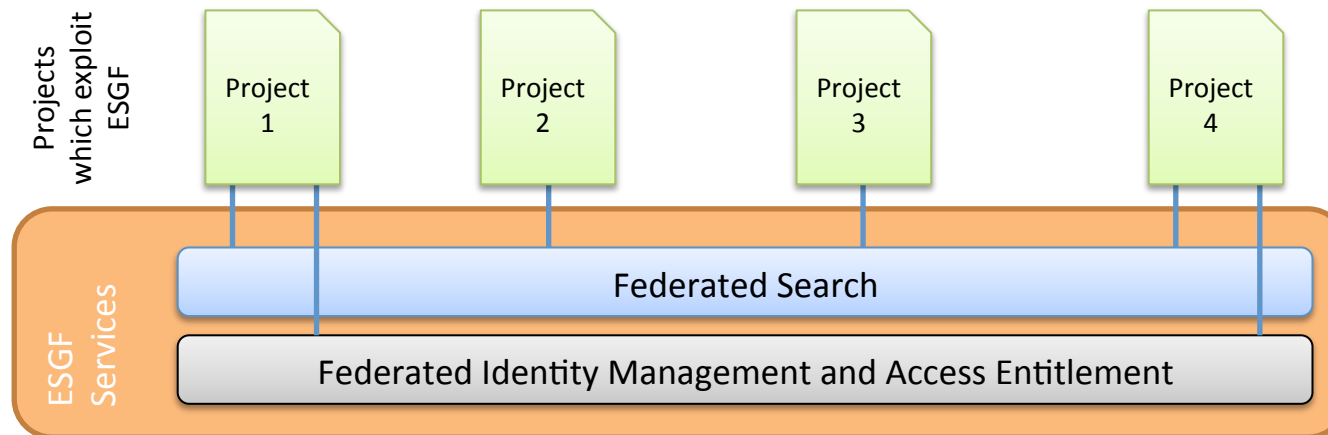 Projects
which exploit
ESGF
Project
1
Project
2
Project
3
Project
4
ESGF
Services
Federated Search
Federated Identity Management and Access Entitlement